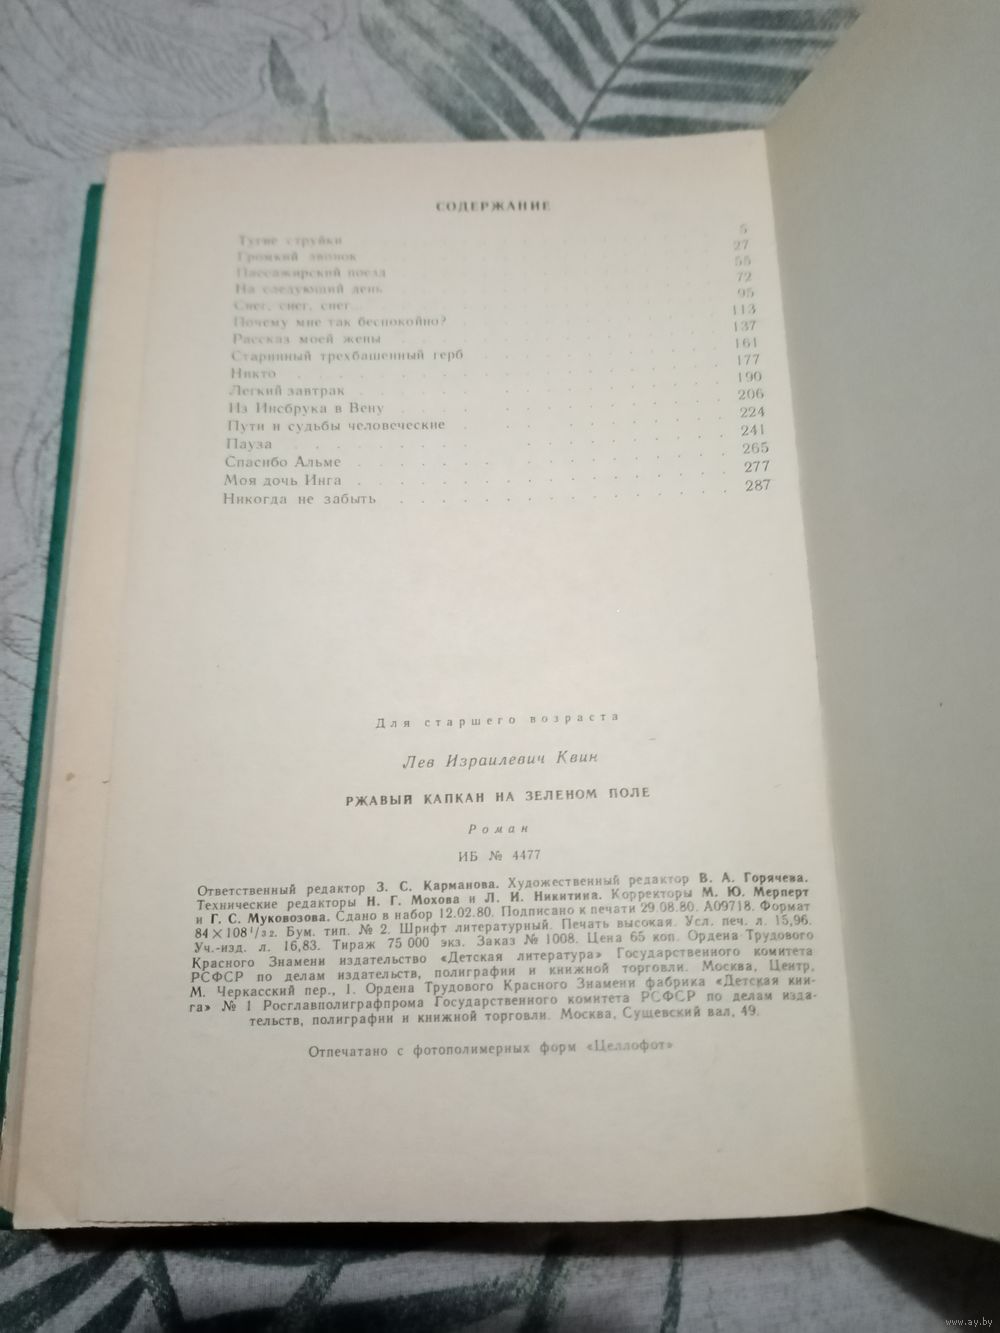 СОДЕРЖАНИЕ
Тугие струйки 5
Громкий звонок 27
Пассажирский поезд 55
На следующий день 72
Снег, снег, снег... 95
Почему мне так беспокойно? 113
Рассказ моей жены 137
Старинный трехбашенный герб 161
Никто 177
Легкий завтрак 190
Из Инсбрука в Вену 206
Пути и судьбы человеческие 224
Пауза 241
Спасибо Альме 265
Моя дочь Инга 277
Никогда не забыть 287
Для старшего возраста
Лев Израилевич Квин
РЖАВЫЙ КАПКАН НА ЗЕЛЕНОМ ПОЛЕ
Роман
ИБ № 4477
Ответственный редактор З. С. Карманова. Художественный редактор В. А. Горячева.
Технические редакторы Н. Г. Мохова и Л. И. Никитина. Корректоры М. Ю. Мерперт
и Г. С. Муковозова. Сдано в набор 12.02.80. Подписано к печати 29.08.80. А09718. Формат
84×108¹/₃₂. Бум. тип. № 2. Шрифт литературный. Печать высокая. Усл. печ. л. 15,96.
Уч.-изд. л. 16,83. Тираж 75 000 экз. Заказ № 1008. Цена 65 коп. Ордена Трудового
Красного Знамени издательство «Детская литература» Государственного комитета
РСФСР по делам издательств, полиграфии и книжной торговли. Москва, Центр,
М. Черкасский пер., 1. Ордена Трудового Красного Знамени фабрика «Детская кни-
га» № 1 Росглавполиграфпрома Государственного комитета РСФСР по делам изда-
тельств, полиграфии и книжной торговли. Москва, Сущевский вал, 49.
Отпечатано с фотополимерных форм «Целлофот»
www.ay.by